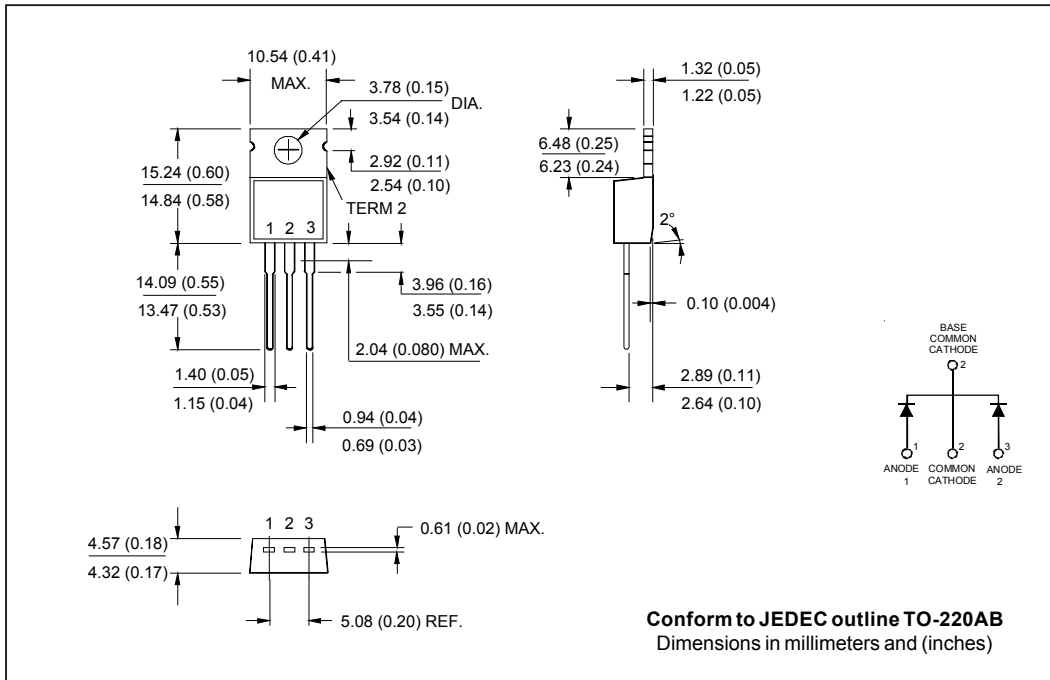 10.54 (0.41)
MAX.
3.78 (0.15)
3.54 (0.14)
DIA.
1.32 (0.05)
1.22 (0.05)
15.24 (0.60)
14.84 (0.58)
2.92 (0.11)
2.54 (0.10)
TERM 2
6.48 (0.25)
6.23 (0.24)
1 2 3
2°
14.09 (0.55)
13.47 (0.53)
3.96 (0.16)
3.55 (0.14)
0.10 (0.004)
2.04 (0.080) MAX.
1.40 (0.05)
1.15 (0.04)
0.94 (0.04)
0.69 (0.03)
2.89 (0.11)
2.64 (0.10)
BASE
COMMON
CATHODE
2
1 2 3
ANODE COMMON ANODE
1 CATHODE 2
1 2 3
4.57 (0.18)
4.32 (0.17)
0.61 (0.02) MAX.
5.08 (0.20) REF.
Conform to JEDEC outline TO-220AB
Dimensions in millimeters and (inches)